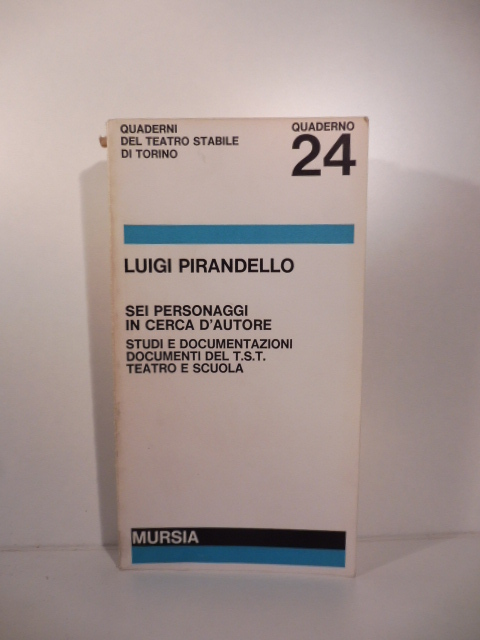 QUADERNI
DEL TEATRO STABILE
DI TORINO
QUADERNO
24
LUIGI PIRANDELLO
SEI PERSONAGGI
IN CERCA D'AUTORE
STUDI E DOCUMENTAZIONI
DOCUMENTI DEL T.S.T.
TEATRO E SCUOLA
MURSIA